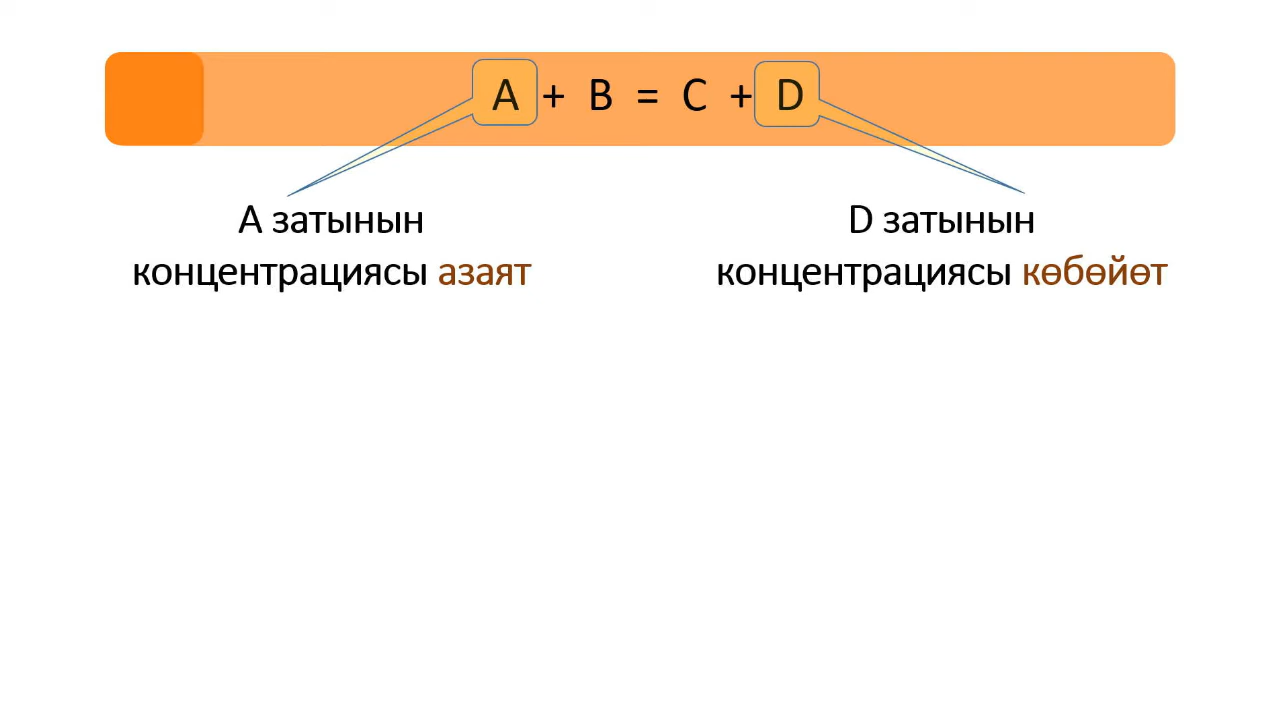 A + B = C + D
А затынын
концентрациясы азаят
D затынын
концентрациясы көбөйөт